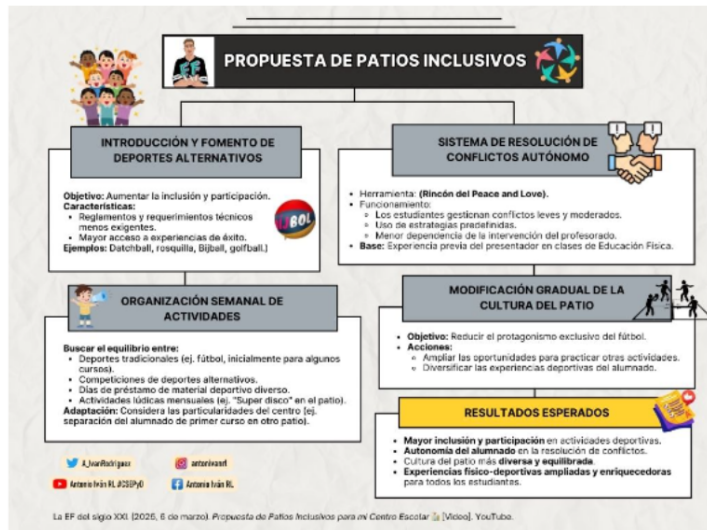 PROPUESTA DE PATIOS INCLUSIVOS
INTRODUCCIÓN Y FOMENTO DE
DEPORTES ALTERNATIVOS
Objetivo: Aumentar la inclusión y participación.
Características:
• Reglamentos y requerimientos técnicos
menos exigentes.
• Mayor acceso a experiencias de éxito.
Ejemplos: Datchball, rosquilla, Bijball, golfball.]
ORGANIZACIÓN SEMANAL DE
ACTIVIDADES
Buscar el equilibrio entre:
• Deportes tradicionales (ej. fútbol, inicialmente para algunos
cursos).
• Competiciones de deportes alternativos.
• Días de préstamo de material deportivo diverso.
• Actividades lúdicas mensuales (ej. "Super disco" en el patio).
Adaptación: Considera las particularidades del centro (ej.
separación del alumnado de primer curso en otro patio).
SISTEMA DE RESOLUCIÓN DE
CONFLICTOS AUTÓNOMO
• Herramienta: (Rincón del Peace and Love).
• Funcionamiento:
○ Los estudiantes gestionan conflictos leves y moderados.
○ Uso de estrategias predefinidas.
○ Menor dependencia de la intervención del profesorado.
• Base: Experiencia previa del presentador en clases de Educación Física.
MODIFICACIÓN GRADUAL DE LA
CULTURA DEL PATIO
• Objetivo: Reducir el protagonismo exclusivo del fútbol.
• Acciones:
○ Ampliar las oportunidades para practicar otras actividades.
○ Diversificar las experiencias deportivas del alumnado.
RESULTADOS ESPERADOS
• Mayor inclusión y participación en actividades deportivas.
• Autonomía del alumnado en la resolución de conflictos.
• Cultura del patio más diversa y equilibrada.
• Experiencias físico-deportivas ampliadas y enriquecedoras
para todos los estudiantes.
A_IvanRodriguez
antonivanrl
Antonio Iván RL #CSEPyD
Antonio Iván RL
La EF del siglo XXI. (2025, 6 de marzo). Propuesta de Patios Inclusivos para mi Centro Escolar [Video]. YouTube.